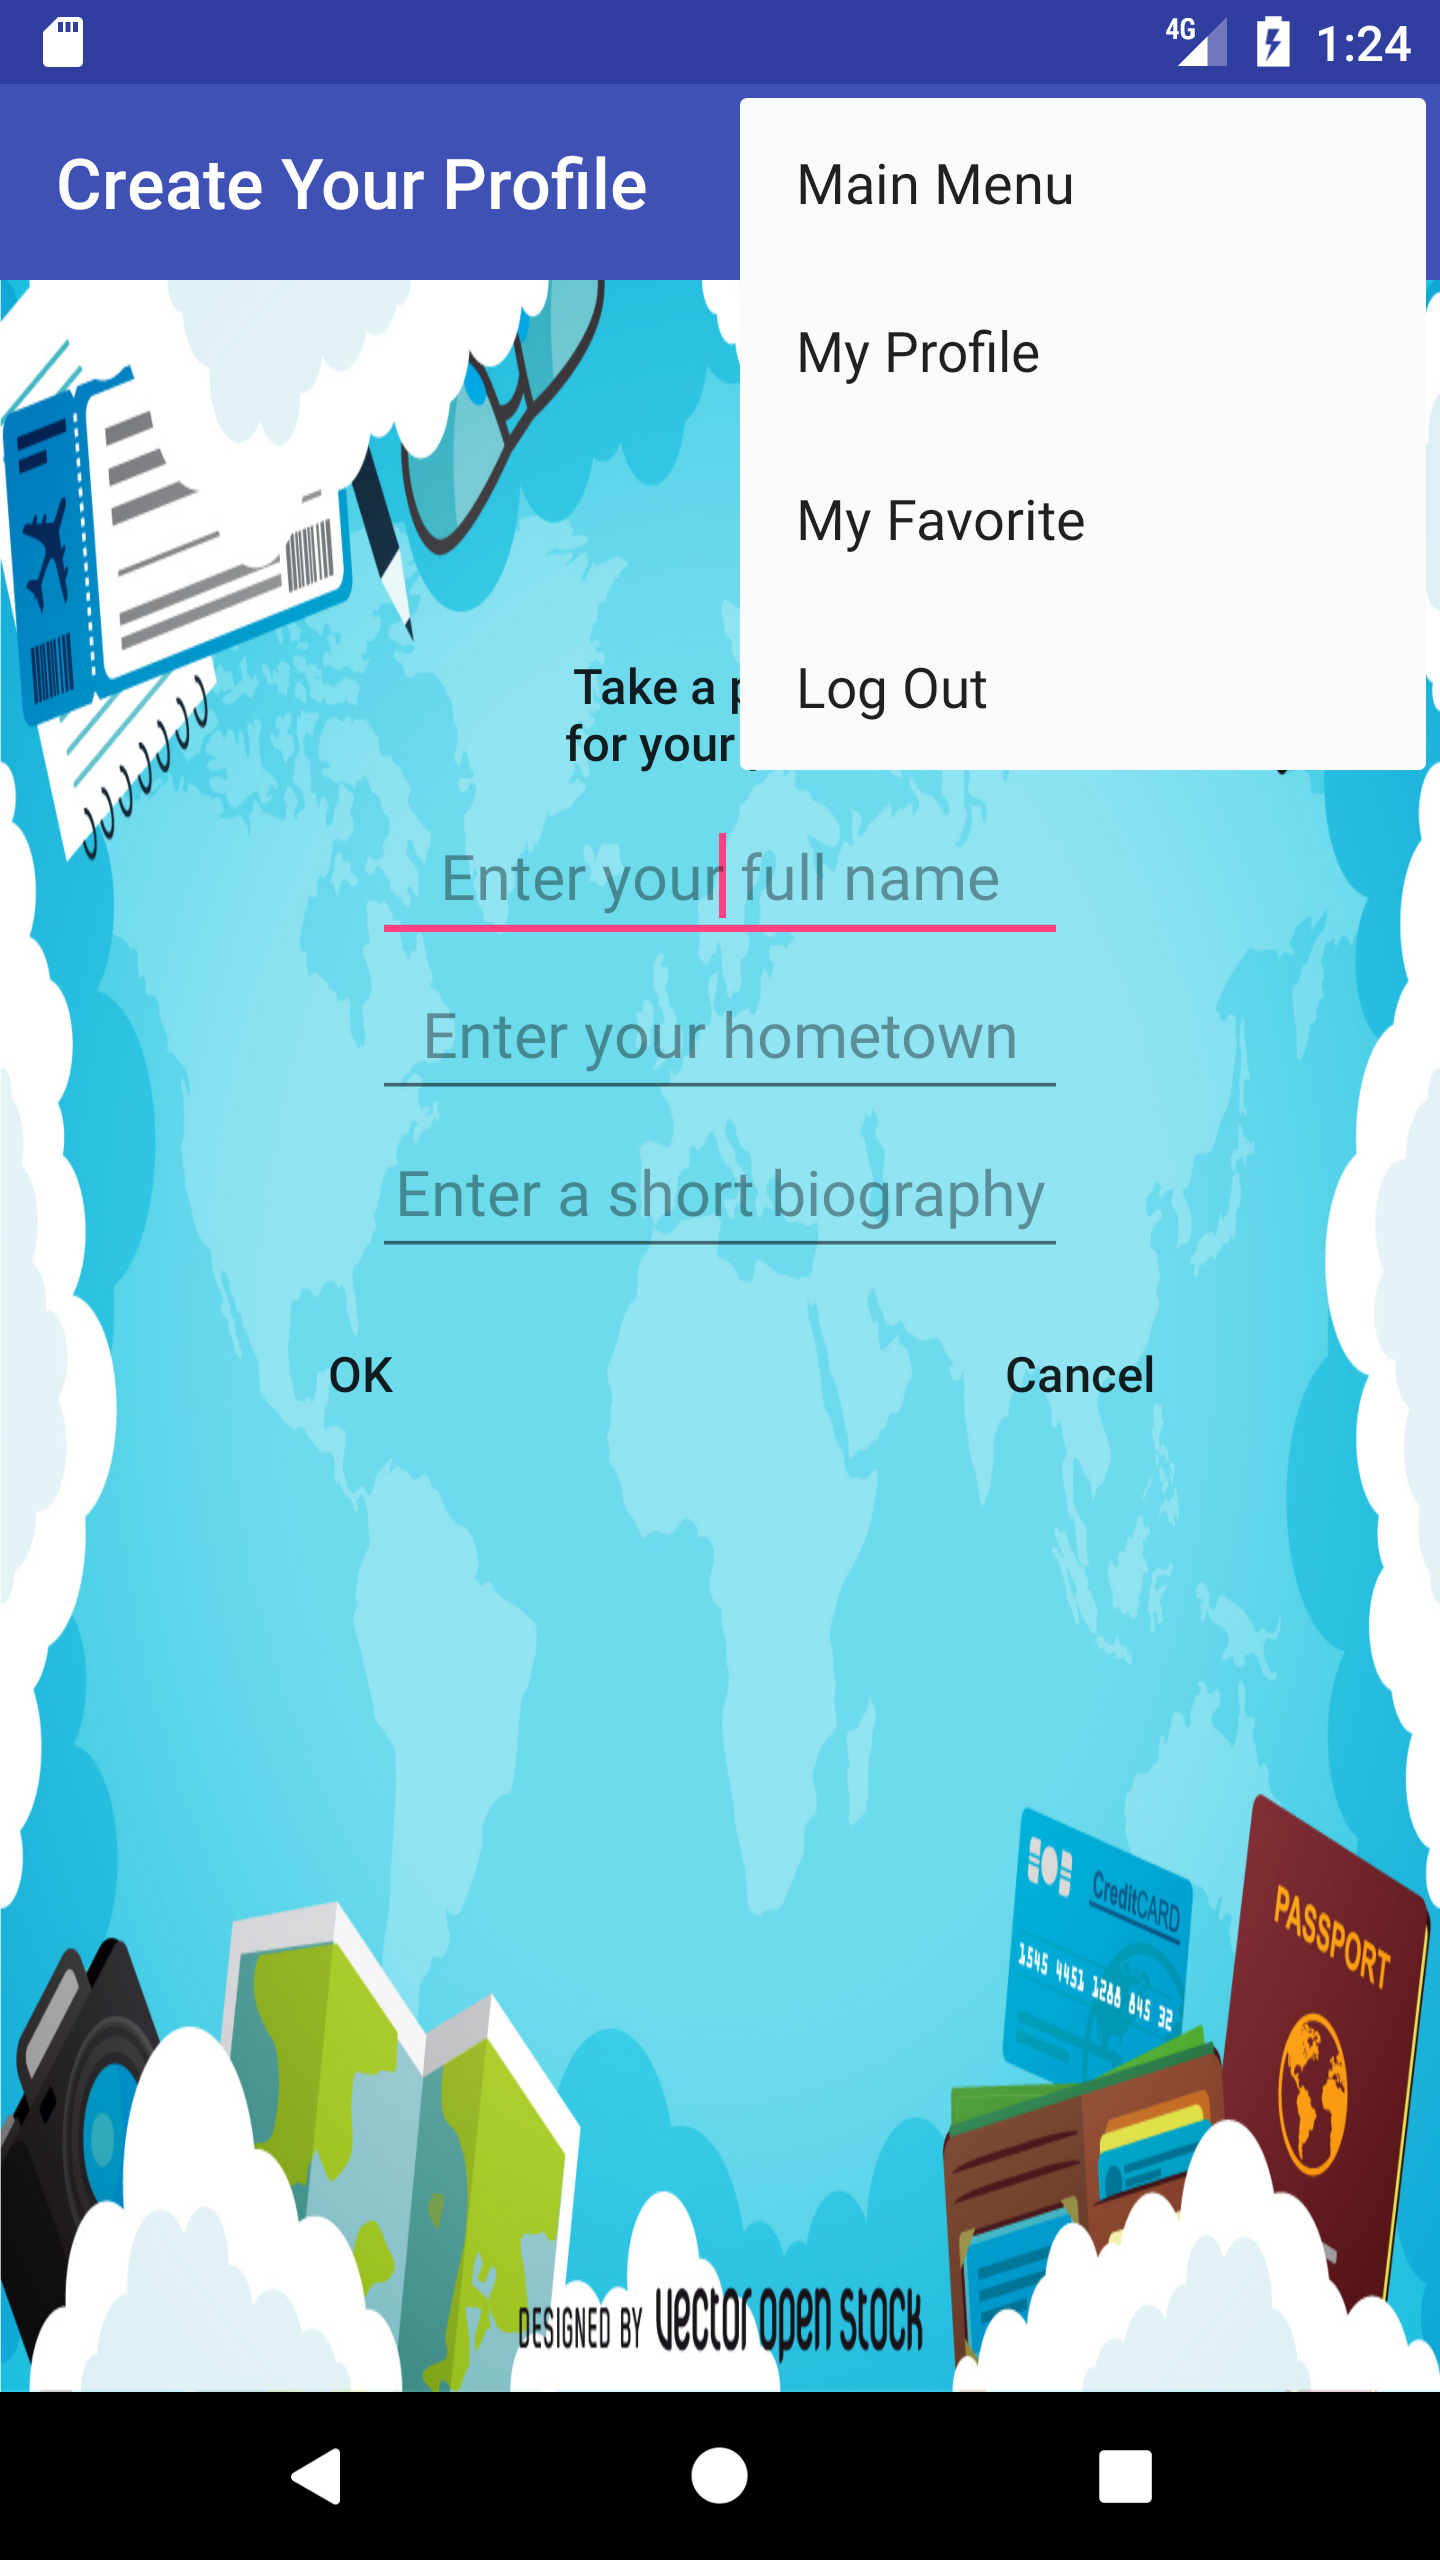 4G 1:24
Create Your Profile
Main Menu
My Profile
My Favorite
Log Out
Take a
for your
Enter your full name
Enter your hometown
Enter a short biography
OK
Cancel
CreditCARD
1545 4451 1288 845 32
PASSPORT
DESIGNED BY vector open stock